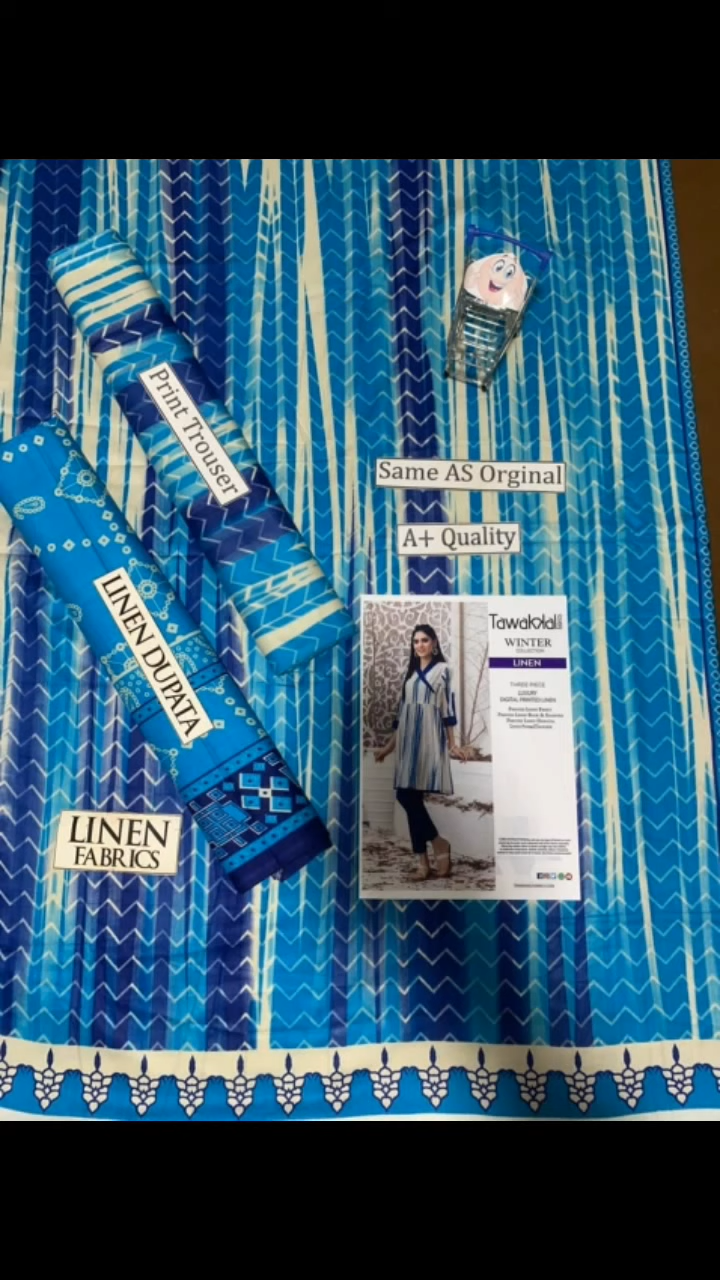 Print Trouser
Same AS Orginal
A+ Quality
LINEN DUPATA
Tawakkal
WINTER
COLLECTION
LINEN
THREE PIECE
LUXURY
DIGITAL PRINTED LINEN
LINEN
FABRICS